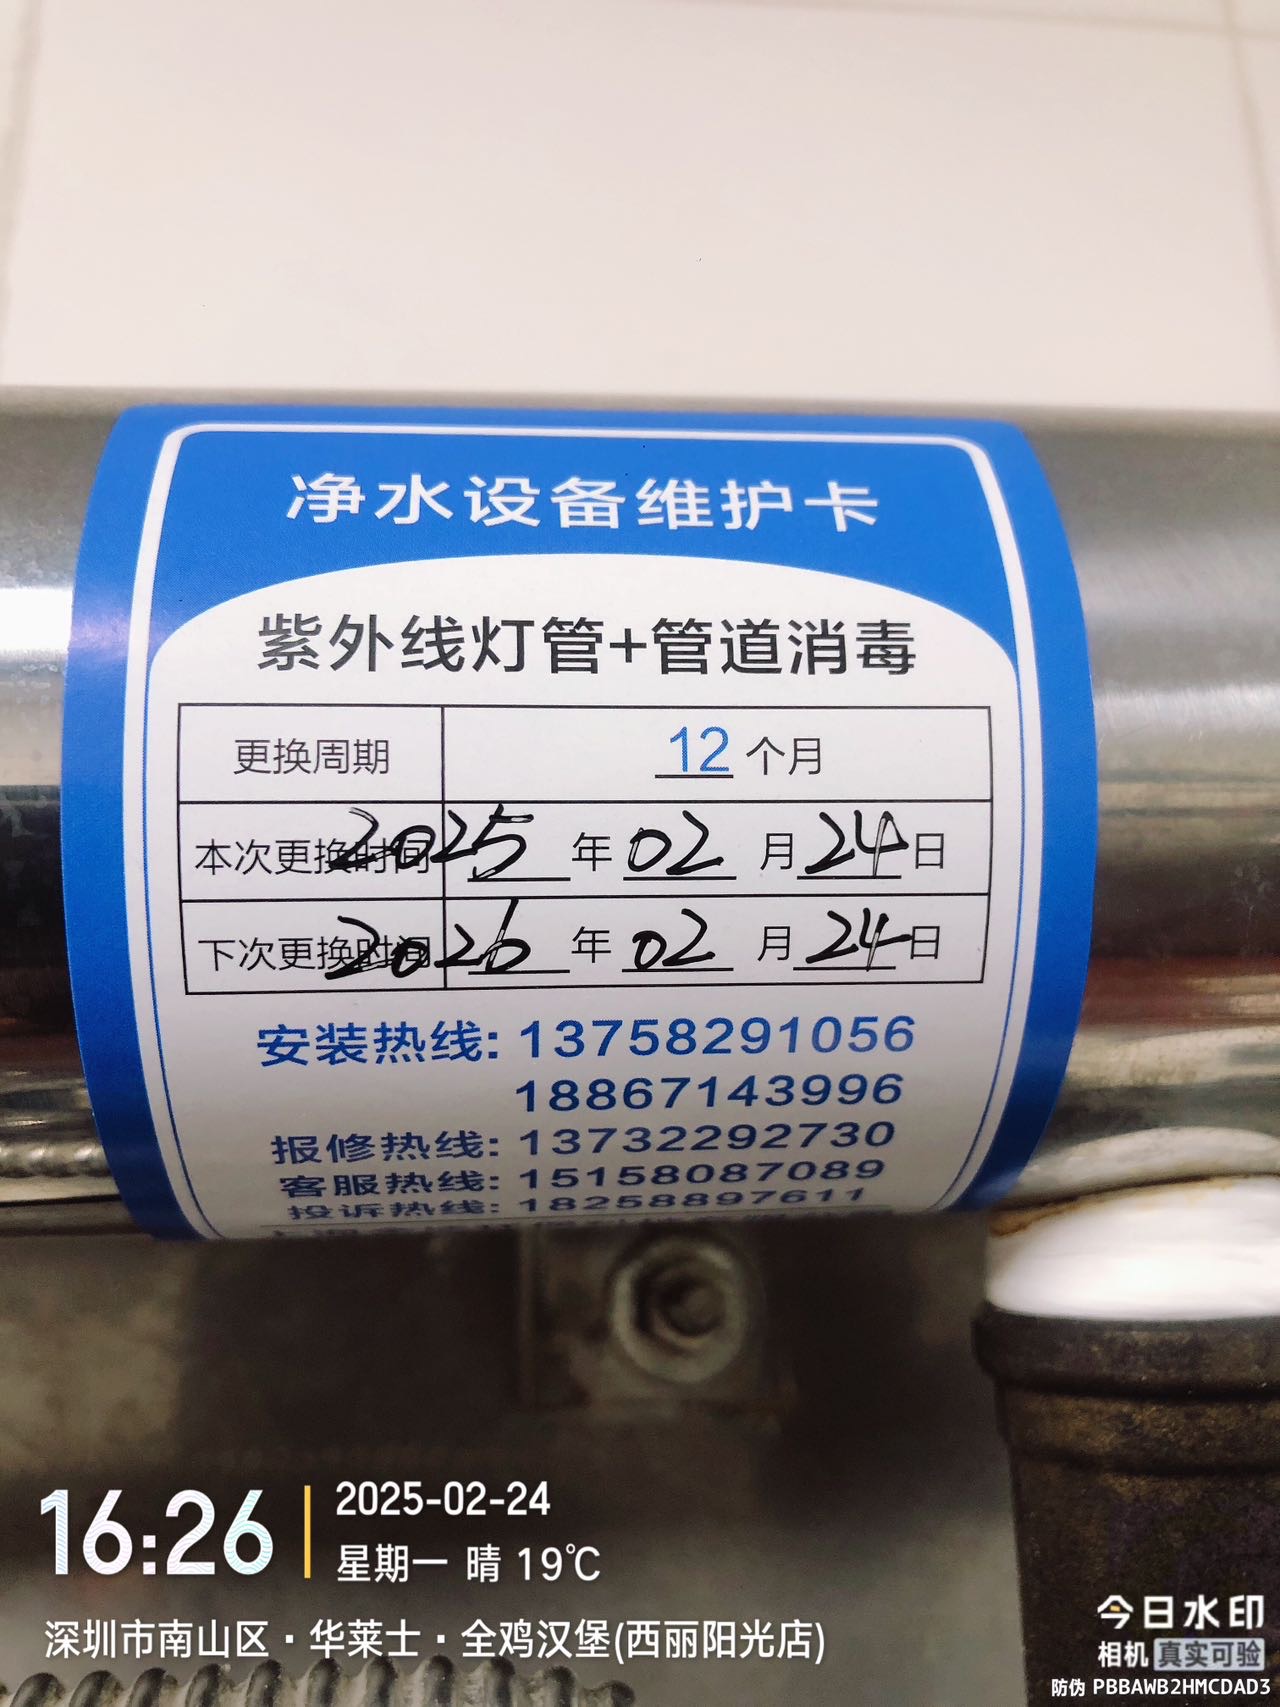 净水设备维护卡
紫外线灯管+管道消毒
更换周期 12 个月
本次更换时间 2025 年 02 月 24 日
下次更换时间 2026 年 02 月 24 日
安装热线: 13758291056
18867143996
报修热线: 13732292730
客服热线: 15158087089
投诉热线: 18258897611
16:26
2025-02-24
星期一 晴 19℃
深圳市南山区·华莱士·全鸡汉堡(西丽阳光店)
今日水印
相机 真实可验
防伪 PBBAWB2HMCDAD3